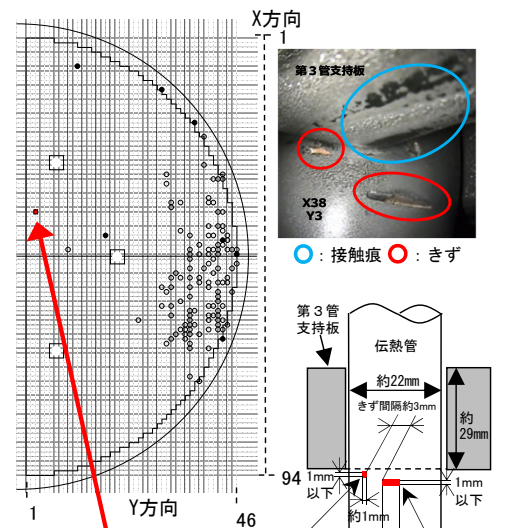 X方向
1
第3管支持板
X38
Y3
○：接触痕 ○：きず
第３管
支持板
伝熱管
約22mm
きず間隔約3mm
約
29mm
94
1mm
以下
1mm
以下
約1mm
1
Y方向
46